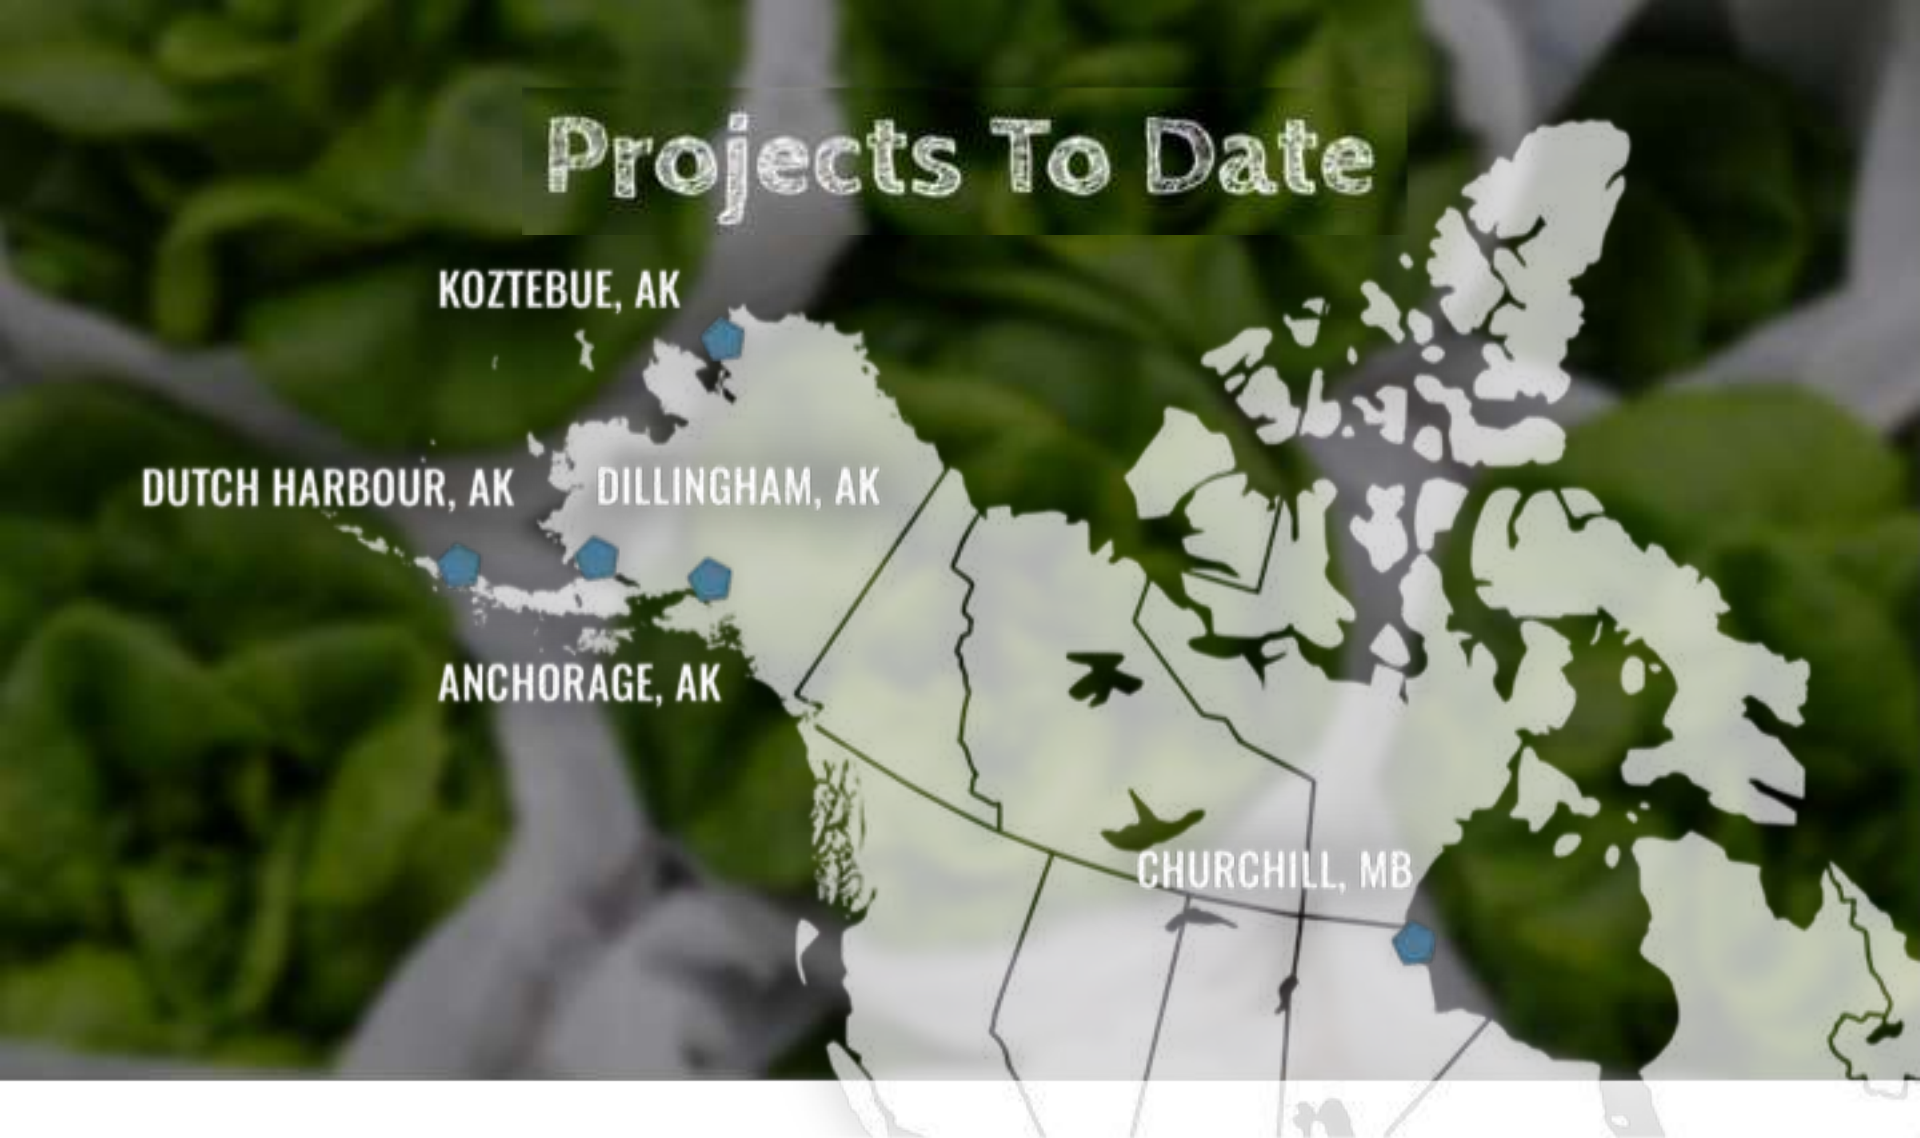 Projects To Date
KOZTEBUE, AK
DUTCH HARBOUR, AK
DILLINGHAM, AK
ANCHORAGE, AK
CHURCHILL, MB